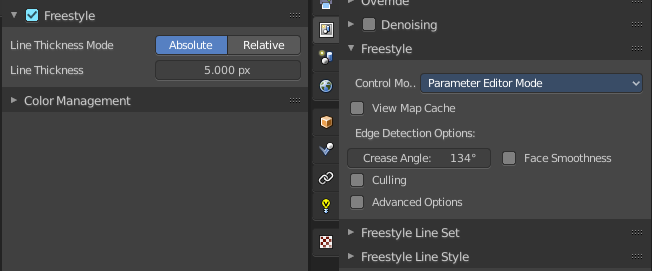 Freestyle
Line Thickness Mode Absolute Relative
Line Thickness 5.000 px
Color Management
Override
Denoising
Freestyle
Control Mo.. Parameter Editor Mode
View Map Cache
Edge Detection Options:
Crease Angle: 134° Face Smoothness
Culling
Advanced Options
Freestyle Line Set
Freestyle Line Style